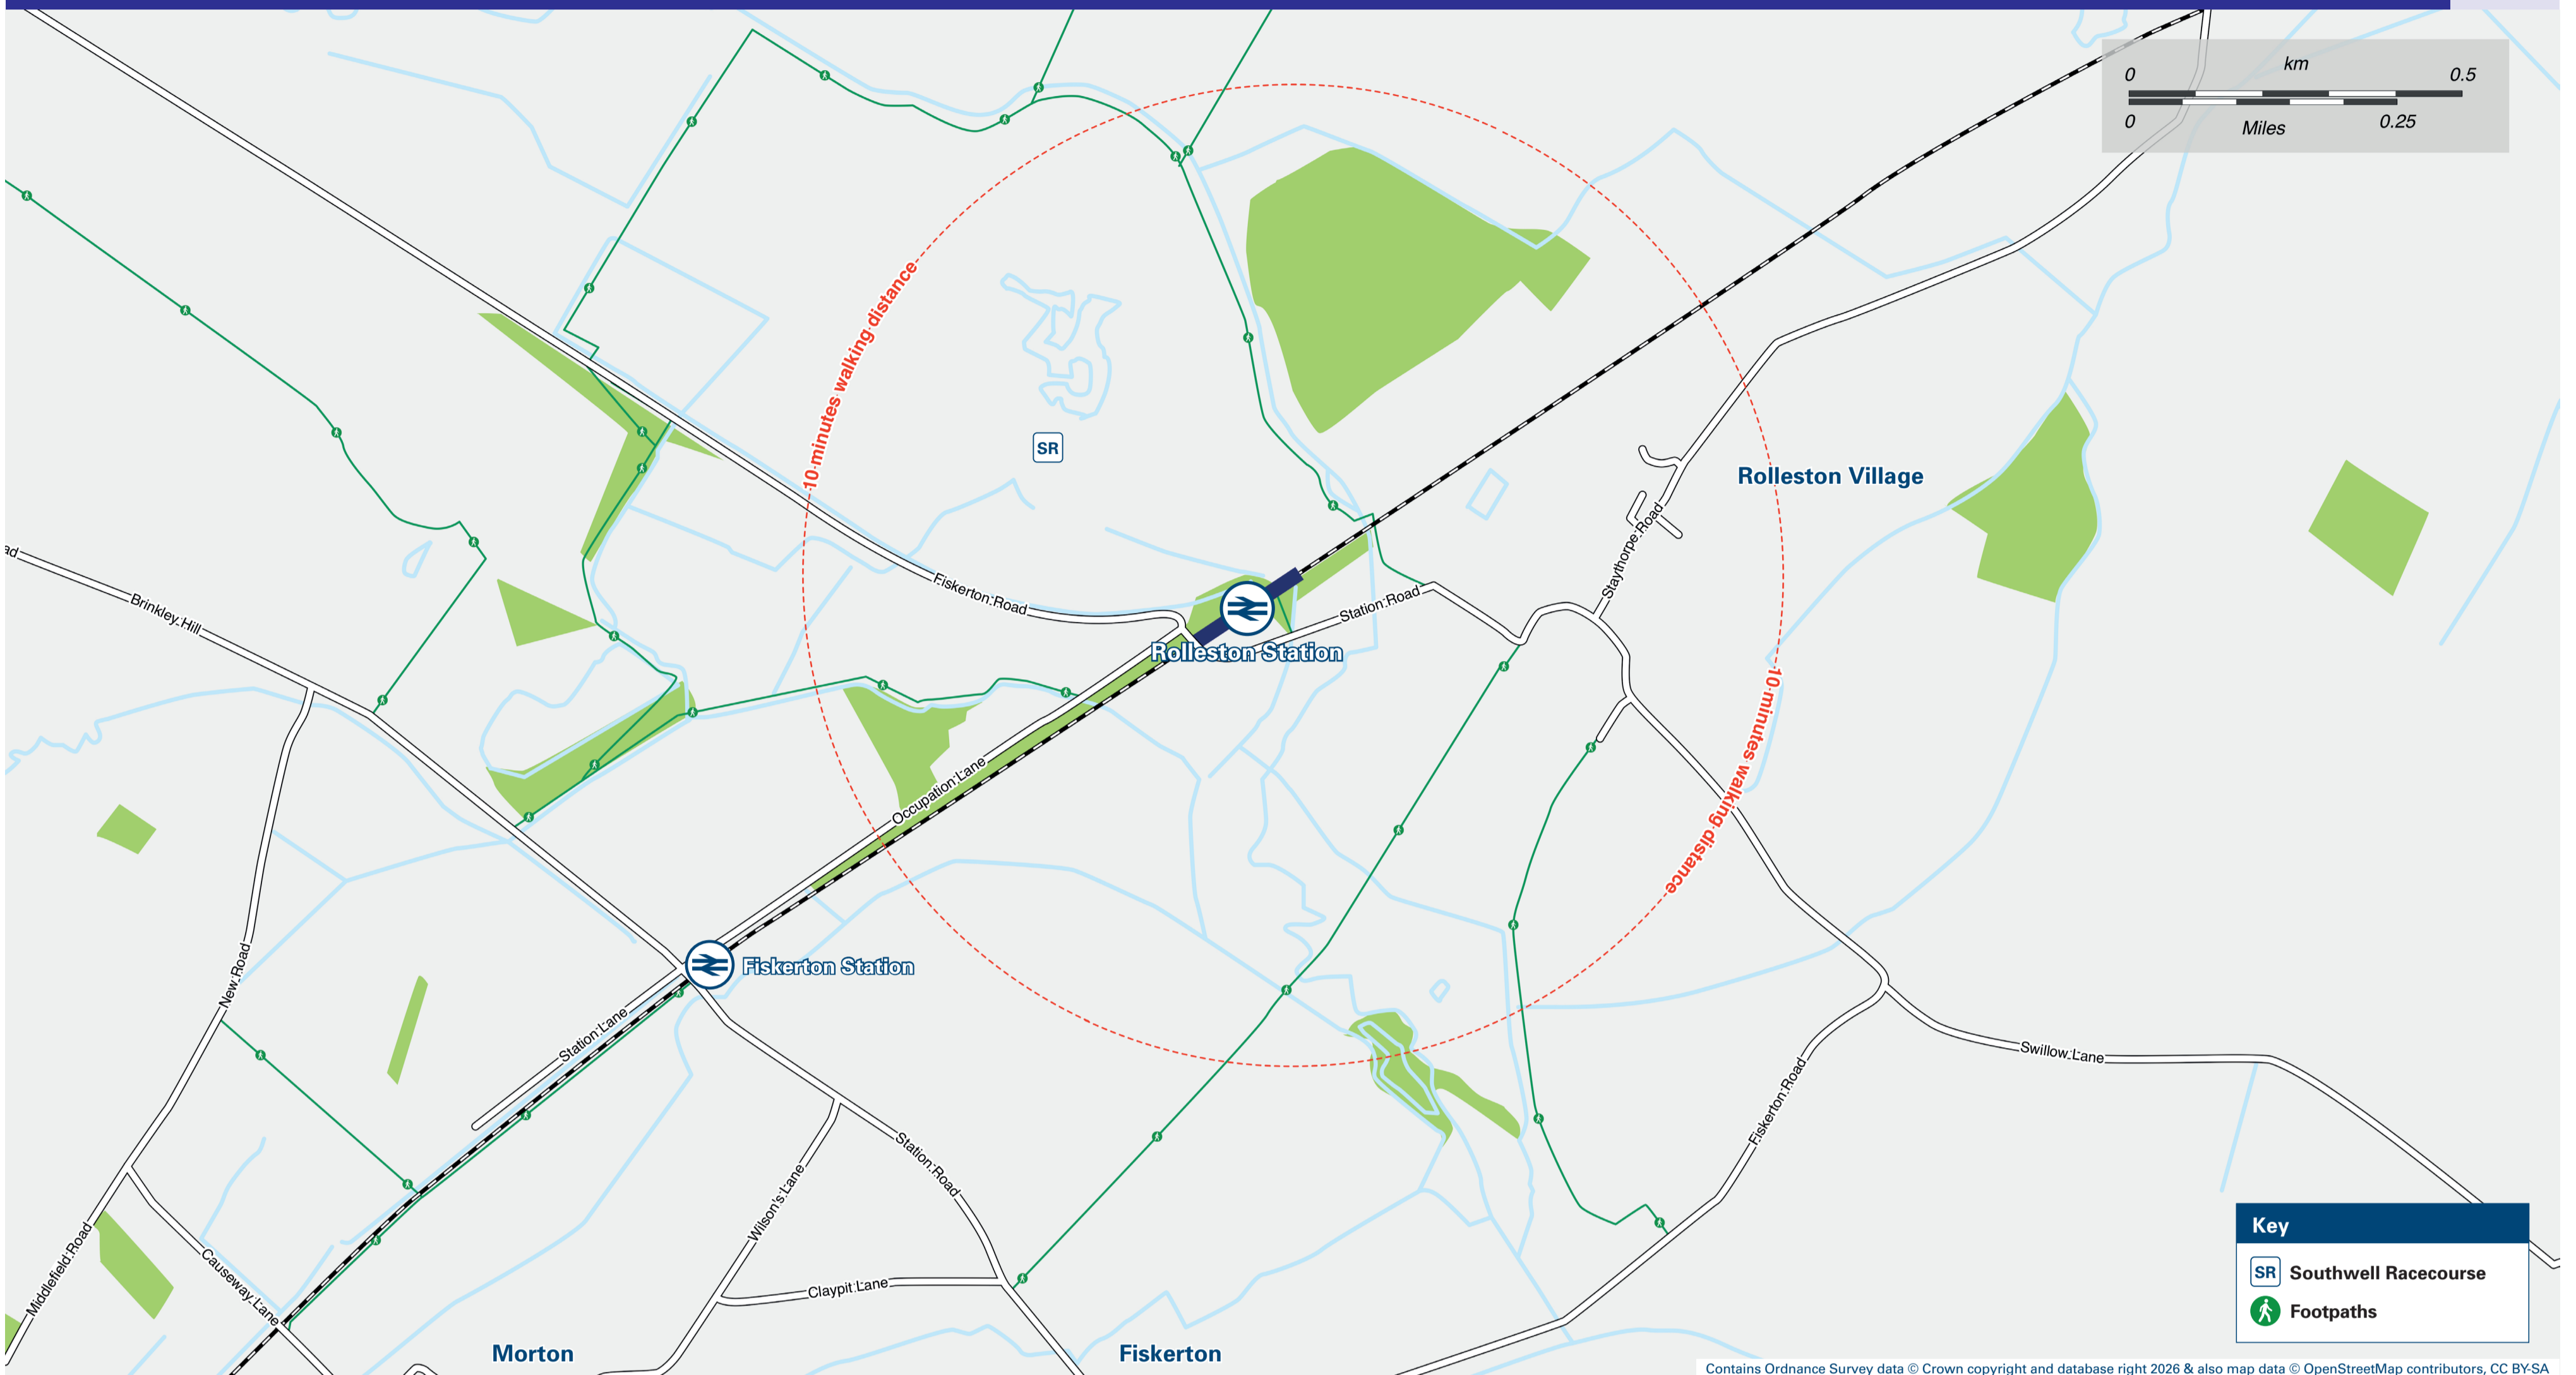 km
0 0.5
0 0.25
Miles
10 minutes walking distance
SR
Rolleston Village
Staythorpe Road
ad
Brinkley Hill
Fiskerton Road
Station Road
Rolleston Station
10 minutes walking distance
Occupation Lane
New Road
Fiskerton Station
Station Lane
Swillow Lane
Fiskerton Road
Station Road
Wilson's Lane
Middlefield Road
Causeway Lane
Claypit Lane
Morton
Fiskerton
Key
SR Southwell Racecourse
Footpaths
Contains Ordnance Survey data © Crown copyright and database right 2026 & also map data © OpenStreetMap contributors, CC BY-SA